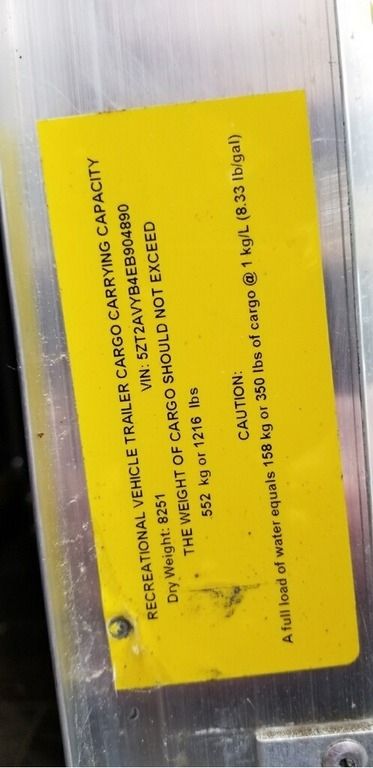 RECREATIONAL VEHICLE TRAILER CARGO CARRYING CAPACITY
VIN: 5ZT2AVYB4EB904890
Dry Weight: 8251
THE WEIGHT OF CARGO SHOULD NOT EXCEED
552 kg or 1216 lbs
CAUTION:
A full load of water equals 158 kg or 350 lbs of cargo @ 1 kg/L (8.33 lb/gal)